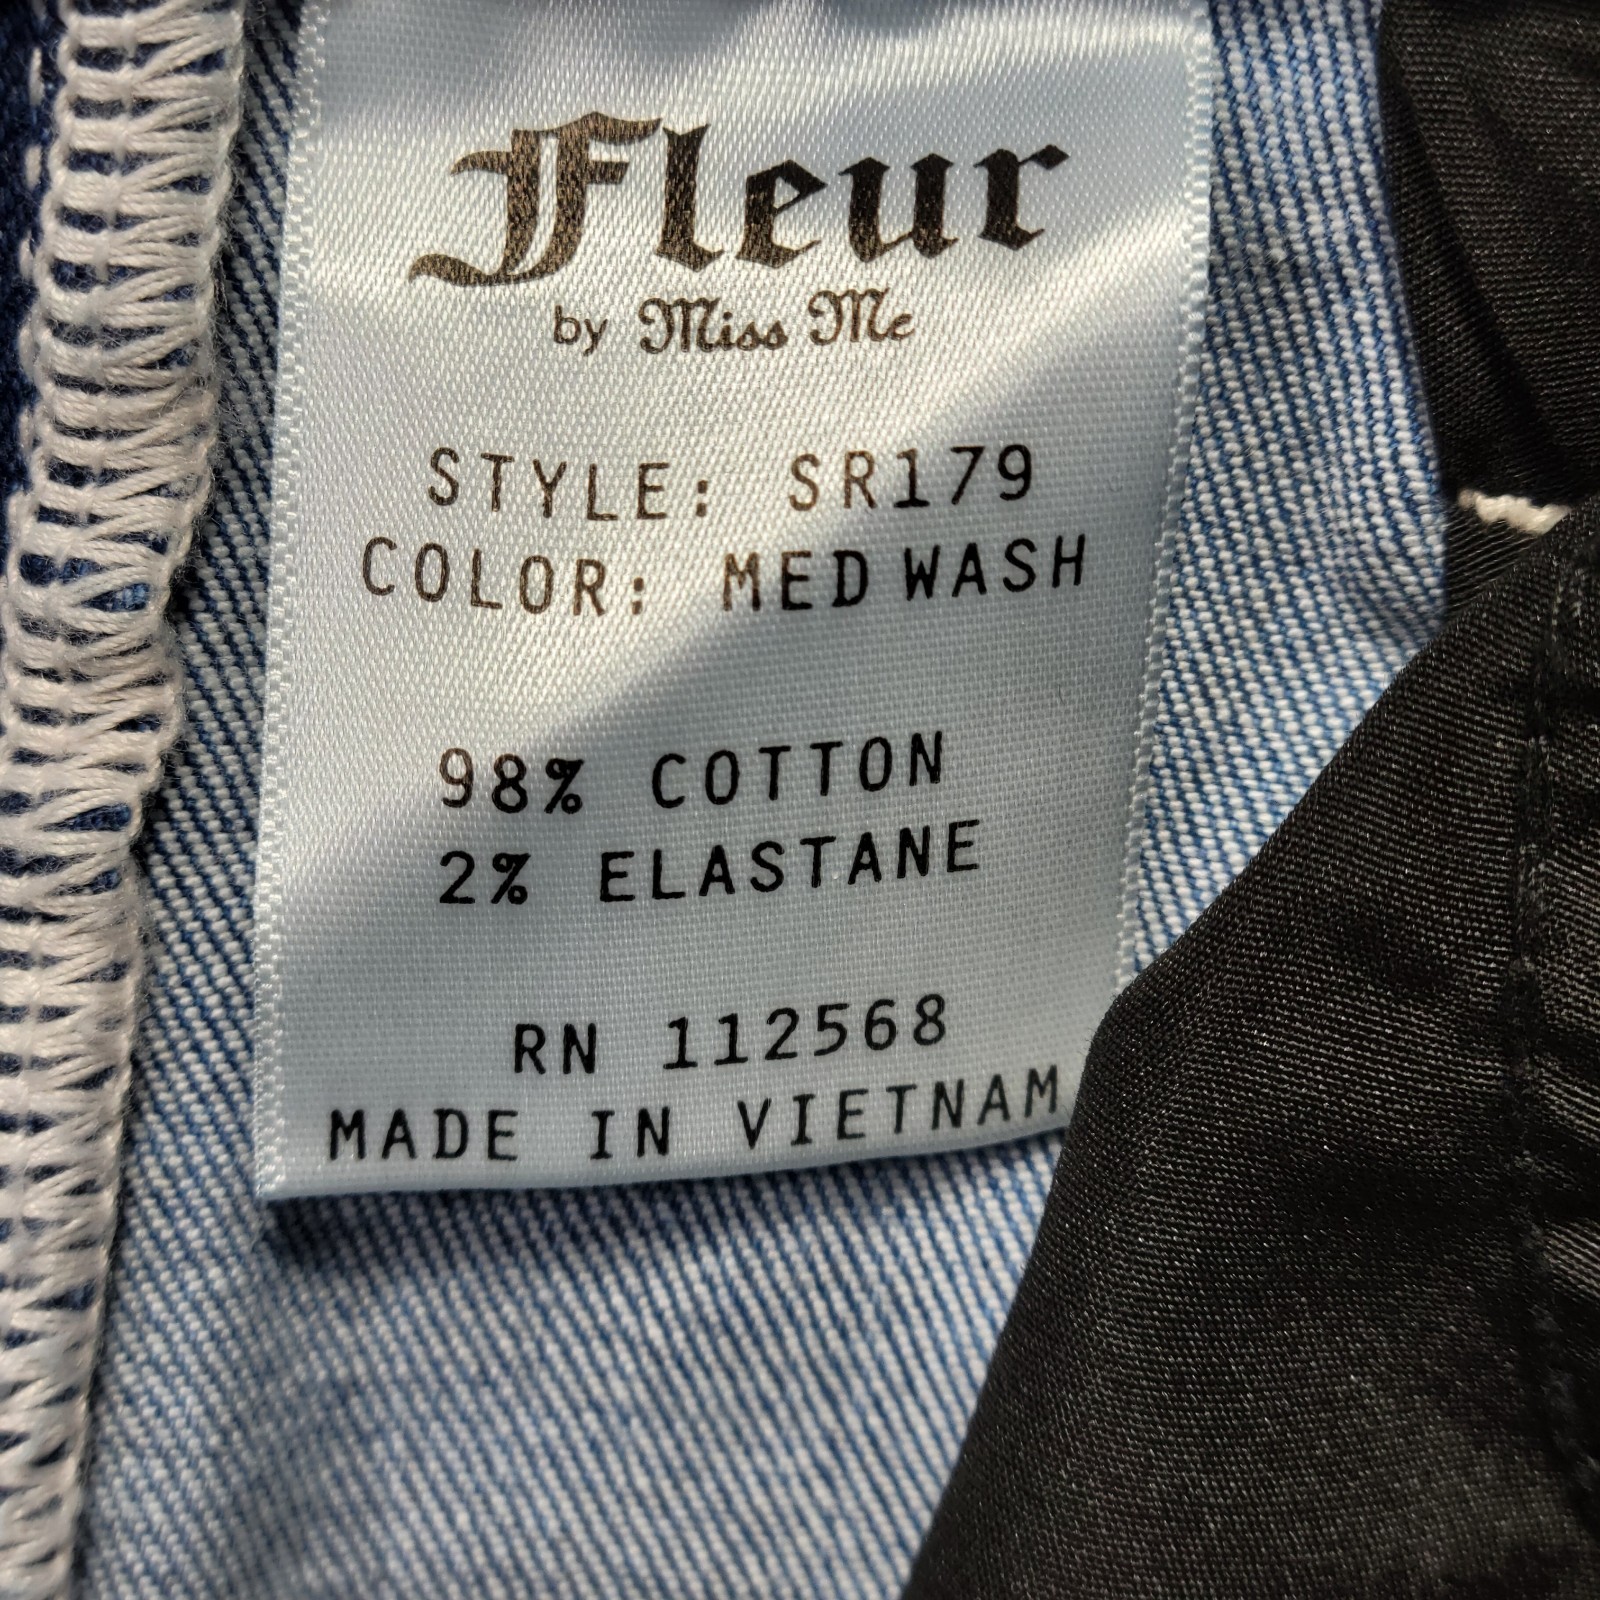 Fleur
by Miss Me
STYLE: SR179
COLOR: MED WASH
98% COTTON
2% ELASTANE
RN 112568
MADE IN VIETNAM